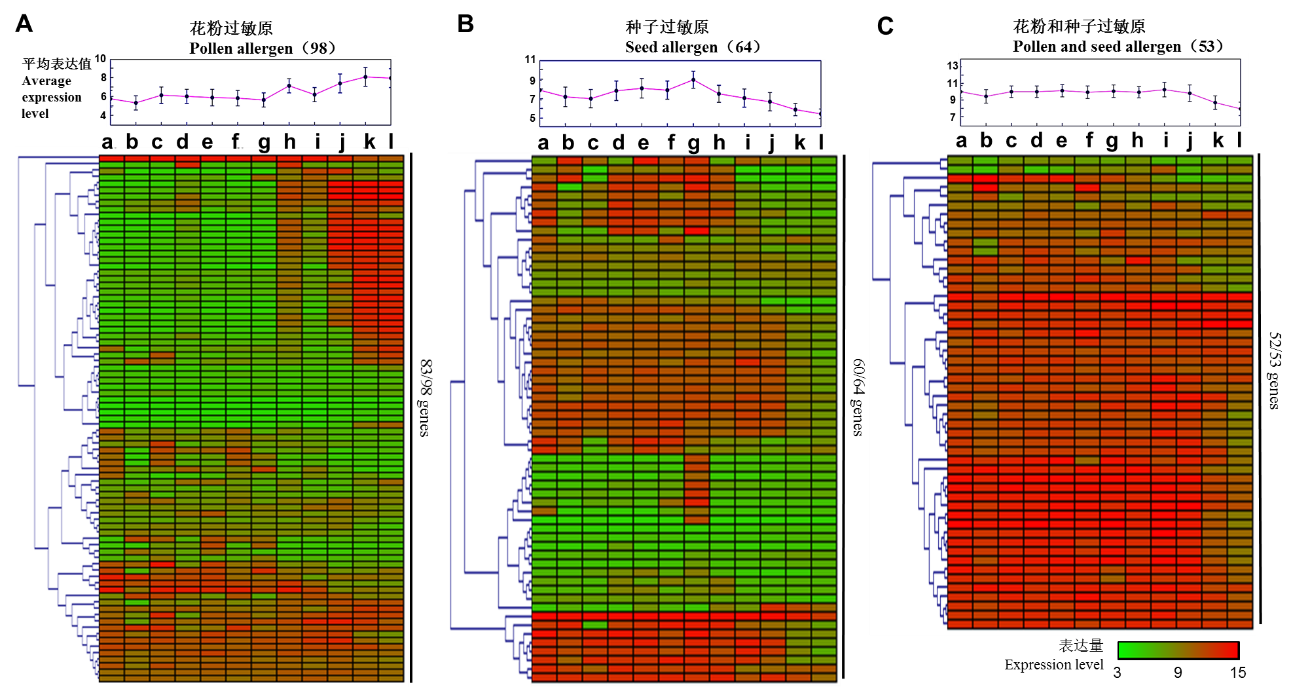 A
花粉过敏原
Pollen allergen（98）
平均表达值
Average
expression
level
10
8
6
4
a b c d e f g h i j k l
83/98 genes
B
种子过敏原
Seed allergen（64）
11
9
7
5
a b c d e f g h i j k l
60/64 genes
C
花粉和种子过敏原
Pollen and seed allergen（53）
13
11
9
7
a b c d e f g h i j k l
52/53 genes
表达量
Expression level
3 9 15